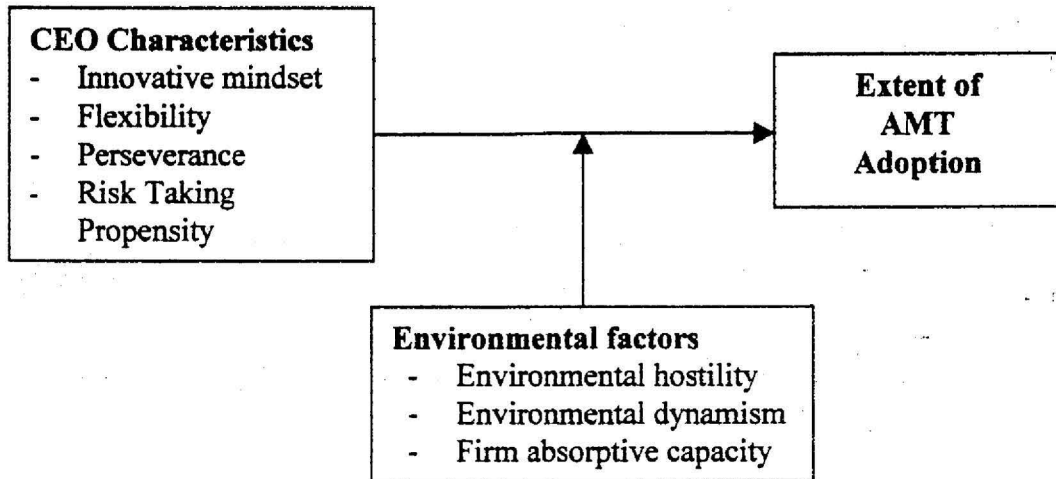 CEO Characteristics
- Innovative mindset
- Flexibility
- Perseverance
- Risk Taking
Propensity
Extent of
AMT
Adoption
Environmental factors
- Environmental hostility
- Environmental dynamism
- Firm absorptive capacity